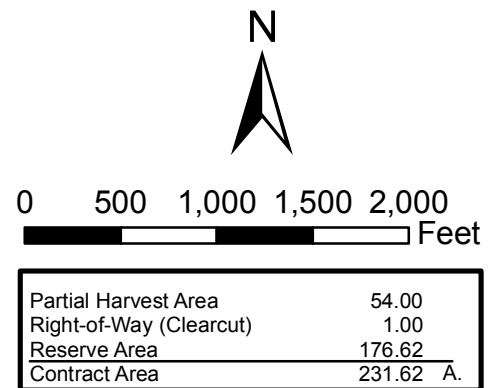 N
0 500 1,000 1,500 2,000
Feet
Partial Harvest Area 54.00
Right-of-Way (Clearcut) 1.00
Reserve Area 176.62
Contract Area 231.62 A.